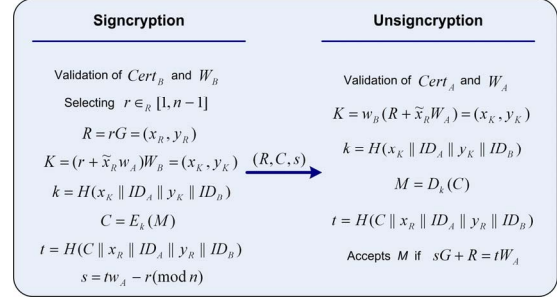 Signcryption
Validation of Cert_B and W_B
Selecting r ∈_R [1, n − 1]
R = rG = (x_R, y_R)
K = (r + x̃_R w_A)W_B = (x_K, y_K)
k = H(x_K || ID_A || y_K || ID_B)
C = E_k(M)
t = H(C || x_R || ID_A || y_R || ID_B)
s = tw_A − r(mod n)
(R, C, s)
Unsigncryption
Validation of Cert_A and W_A
K = w_B(R + x̃_R W_A) = (x_K, y_K)
k = H(x_K || ID_A || y_K || ID_B)
M = D_k(C)
t = H(C || x_R || ID_A || y_R || ID_B)
Accepts M if sG + R = tW_A